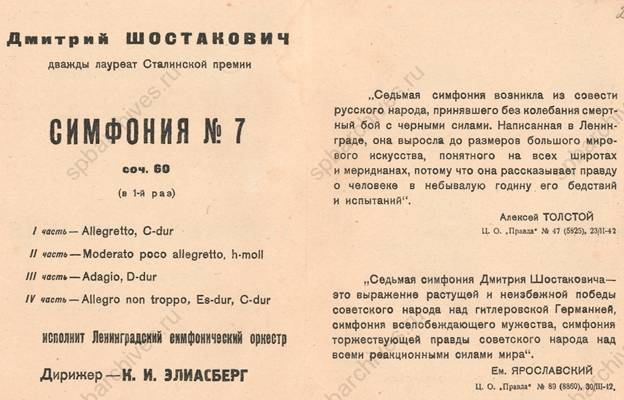 Дмитрий ШОСТАКОВИЧ
дважды лауреат Сталинской премии
СИМФОНИЯ № 7
соч. 60
(в 1-й раз)
I часть — Allegretto, C-dur
II часть — Moderato poco allegretto, h-moll
III часть — Adagio, D-dur
IV часть — Allegro non troppo, Es-dur, C-dur
исполнит Ленинградский симфонический оркестр
Дирижер — К. И. ЭЛИАСБЕРГ
2
„Седьмая симфония возникла из совести
русского народа, принявшего без колебания смерт-
ный бой с черными силами. Написанная в Ленин-
граде, она выросла до размеров большого миро-
вого искусства, понятного на всех широтах
и меридианах, потому что она рассказывает правду
о человеке в небывалую годину его бедствий
и испытаний“.
Алексей ТОЛСТОЙ
Ц. О. „Правда“ № 47 (5825), 23/II-42
„Седьмая симфония Дмитрия Шостаковича—
это выражение растущей и неизбежной победы
советского народа над гитлеровской Германией,
симфония всепобеждающего мужества, симфония
торжествующей правды советского народа над
всеми реакционными силами мира“.
Ем. ЯРОСЛАВСКИЙ
Ц. О. „Правда“ № 89 (8860), 30/III-42.
spbarchives.ru